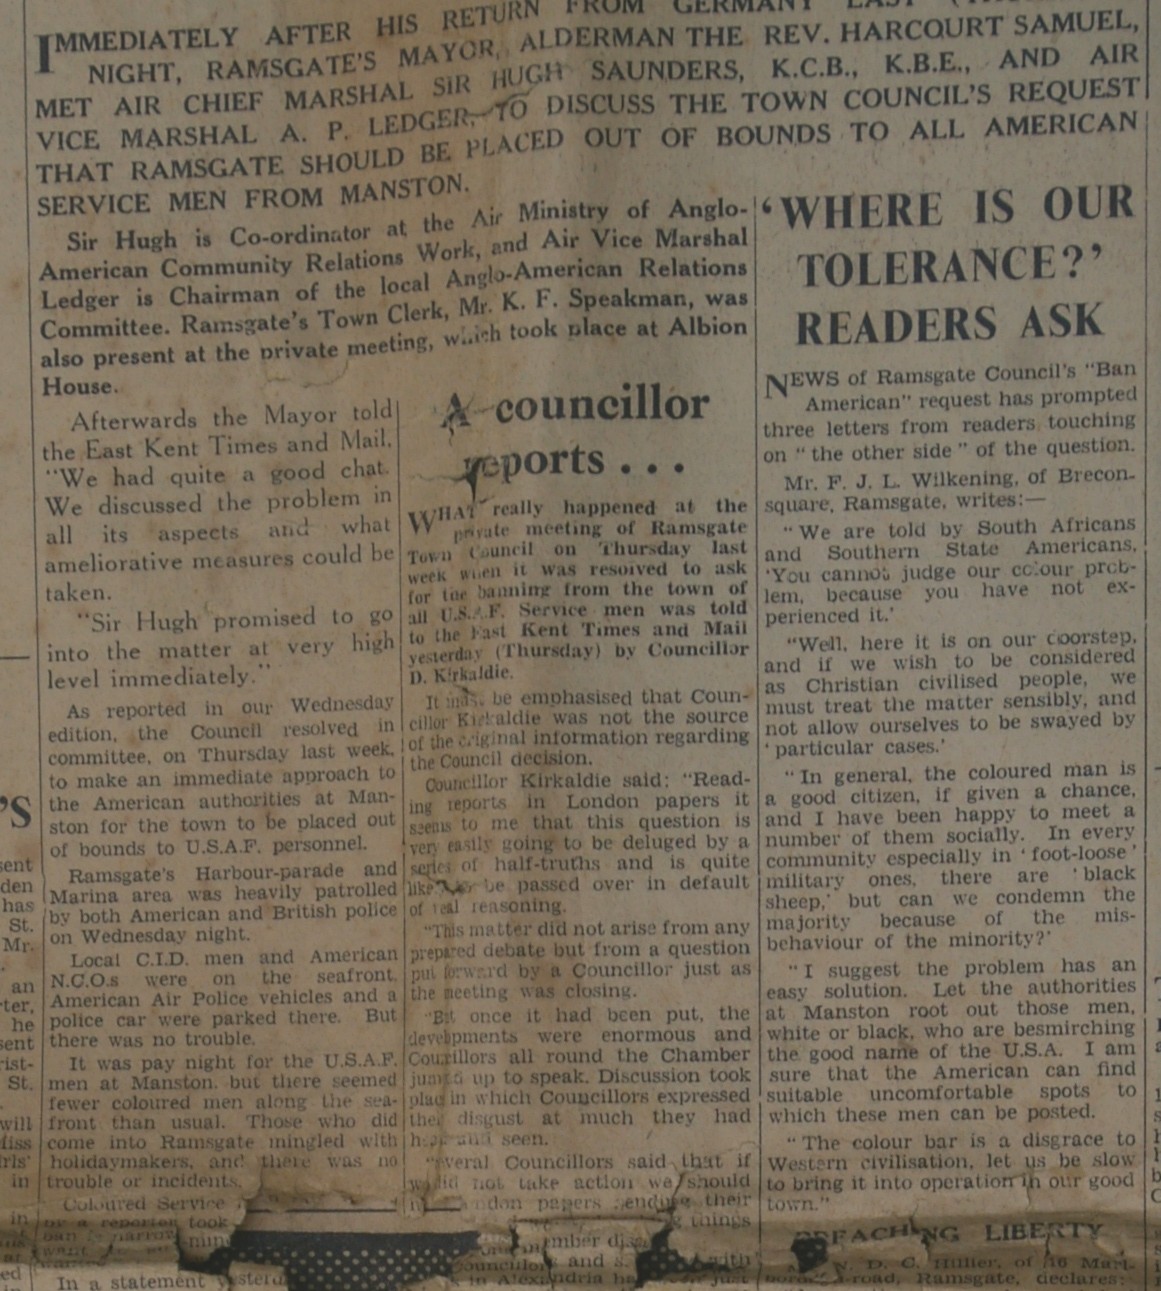 IMMEDIATELY AFTER HIS RETURN FROM GERMANY
NIGHT, RAMSGATE'S MAYOR, ALDERMAN THE REV. HARCOURT SAMUEL,
MET AIR CHIEF MARSHAL SIR HUGH SAUNDERS, K.C.B., K.B.E., AND AIR
VICE MARSHAL A. P. LEDGER, TO DISCUSS THE TOWN COUNCIL'S REQUEST
THAT RAMSGATE SHOULD BE PLACED OUT OF BOUNDS TO ALL AMERICAN
SERVICE MEN FROM MANSTON.
Sir Hugh is Co-ordinator at the Air Ministry of Anglo-
American Community Relations Work, and Air Vice Marshal
Ledger is Chairman of the local Anglo-American Relations
Committee. Ramsgate's Town Clerk, Mr. K. F. Speakman, was
also present at the private meeting, which took place at Albion
House.
Afterwards the Mayor told
the East Kent Times and Mail,
"We had quite a good chat.
We discussed the problem in
all its aspects and what
ameliorative measures could be
taken.
"Sir Hugh promised to go
into the matter at very high
level immediately."
As reported in our Wednesday
edition, the Council resolved in
committee, on Thursday last week,
to make an immediate approach to
the American authorities at Man-
ston for the town to be placed out
of bounds to U.S.A.F. personnel.
Ramsgate's Harbour-parade and
Marina area was heavily patrolled
by both American and British police
on Wednesday night.
Local C.I.D. men and American
N.C.O.s were on the seafront.
American Air Police vehicles and a
police car were parked there. But
there was no trouble.
It was pay night for the U.S.A.F.
men at Manston, but there seemed
fewer coloured men along the sea-
front than usual. Those who did
come into Ramsgate mingled with
holidaymakers, and there was no
trouble or incidents.
Coloured Service
a reporter took
In a statement
A councillor
reports . . .
WHAT really happened at the
private meeting of Ramsgate
Town Council on Thursday last
week when it was resolved to ask
for the banning from the town of
all U.S.A.F. Service men was told
to the East Kent Times and Mail
yesterday (Thursday) by Councillor
D. Kirkaldie.
It must be emphasised that Coun-
cillor Kirkaldie was not the source
of the original information regarding
the Council decision.
Councillor Kirkaldie said: "Read-
ing reports in London papers it
seems to me that this question is
very easily going to be deluged by a
series of half-truths and is quite
be passed over in default
of real reasoning.
"This matter did not arise from any
prepared debate but from a question
put forward by a Councillor just as
the meeting was closing.
"But once it had been put, the
developments were enormous and
Councillors all round the Chamber
jumped up to speak. Discussion took
place in which Councillors expressed
their disgust at much they had
and seen.
"Several Councillors said that if
we did not take action we should
papers sending their
things
and
in Alexandria
'WHERE IS OUR
TOLERANCE?'
READERS ASK
NEWS of Ramsgate Council's "Ban
American" request has prompted
three letters from readers touching
on "the other side" of the question.
Mr. F. J. L. Wilkening, of Brecon-
square, Ramsgate, writes:—
"We are told by South Africans
and Southern State Americans,
'You cannot judge our colour prob-
lem, because you have not ex-
perienced it.'
"Well, here it is on our doorstep,
and if we wish to be considered
as Christian civilised people, we
must treat the matter sensibly, and
not allow ourselves to be swayed by
'particular cases.'
"In general, the coloured man is
a good citizen, if given a chance,
and I have been happy to meet a
number of them socially. In every
community especially in 'foot-loose'
military ones, there are 'black
sheep,' but can we condemn the
majority because of the mis-
behaviour of the minority?'
"I suggest the problem has an
easy solution. Let the authorities
at Manston root out those men,
white or black, who are besmirching
the good name of the U.S.A. I am
sure that the American can find
suitable uncomfortable spots to
which these men can be posted.
"The colour bar is a disgrace to
Western civilisation, let us be slow
to bring it into operation in our good
town."
PREACHING LIBERTY
Ramsgate, declares: